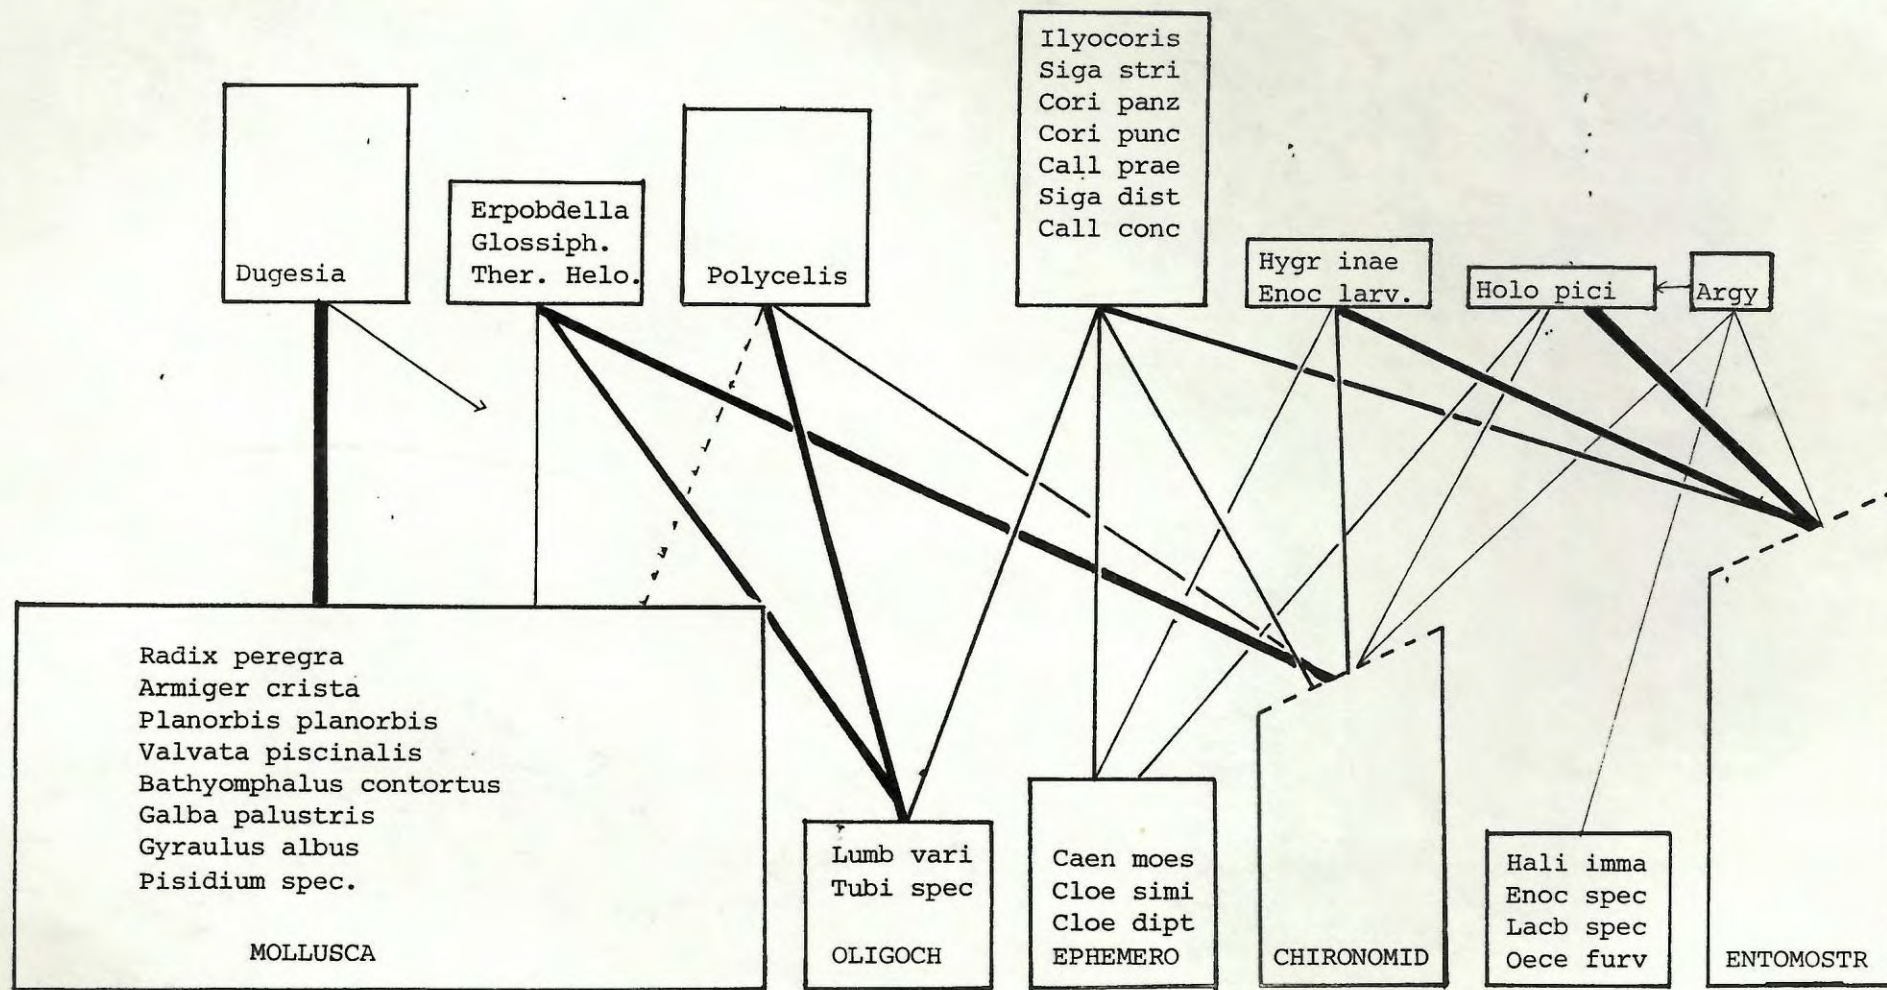 Dugesia
Erpobdella
Glossiph.
Ther. Helo.
Polycelis
Ilyocoris
Siga stri
Cori panz
Cori punc
Call prae
Siga dist
Call conc
Hygr inae
Enoc larv.
Holo pici
Argy
Radix peregra
Armiger crista
Planorbis planorbis
Valvata piscinalis
Bathyomphalus contortus
Galba palustris
Gyraulus albus
Pisidium spec.
MOLLUSCA
Lumb vari
Tubi spec
OLIGOCH
Caen moes
Cloe simi
Cloe dipt
EPHEMERO
CHIRONOMID
Hali imma
Enoc spec
Lacb spec
Oece furv
ENTOMOSTR